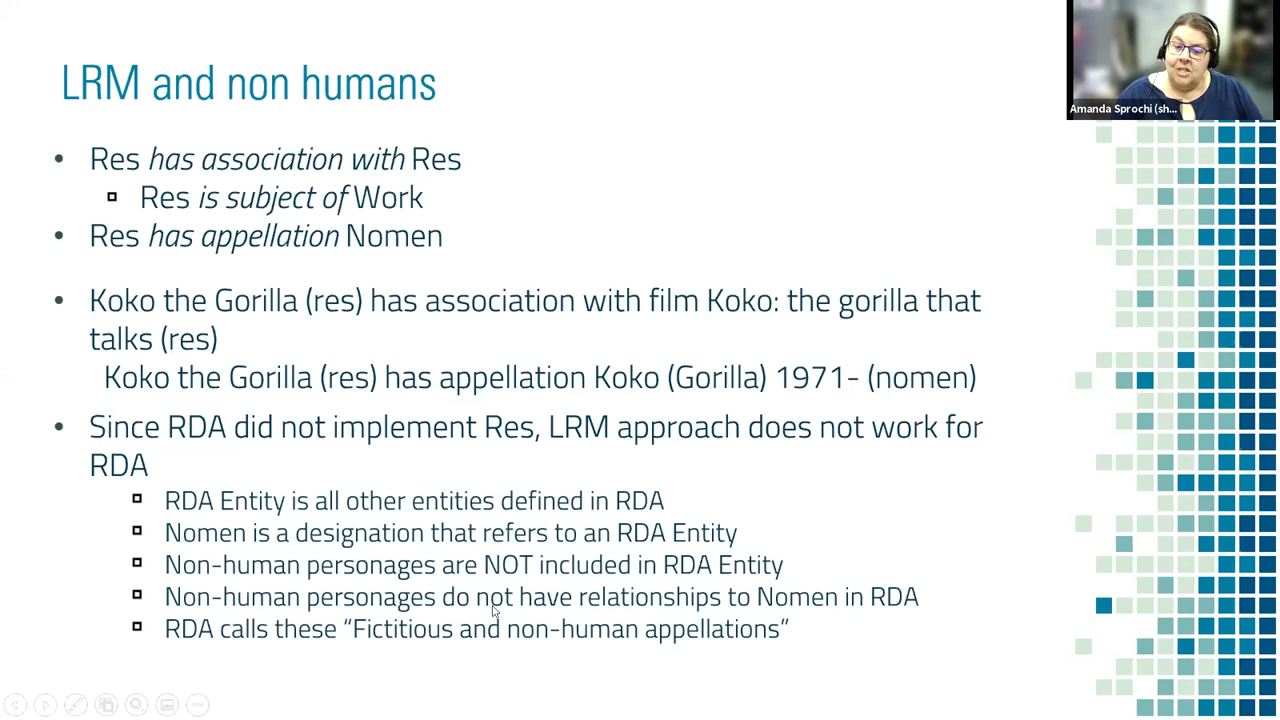 LRM and non humans
Amanda Sprochi (sh...
• Res has association with Res
Res is subject of Work
• Res has appellation Nomen
• Koko the Gorilla (res) has association with film Koko: the gorilla that
talks (res)
Koko the Gorilla (res) has appellation Koko (Gorilla) 1971- (nomen)
• Since RDA did not implement Res, LRM approach does not work for
RDA
RDA Entity is all other entities defined in RDA
Nomen is a designation that refers to an RDA Entity
Non-human personages are NOT included in RDA Entity
Non-human personages do not have relationships to Nomen in RDA
RDA calls these “Fictitious and non-human appellations”